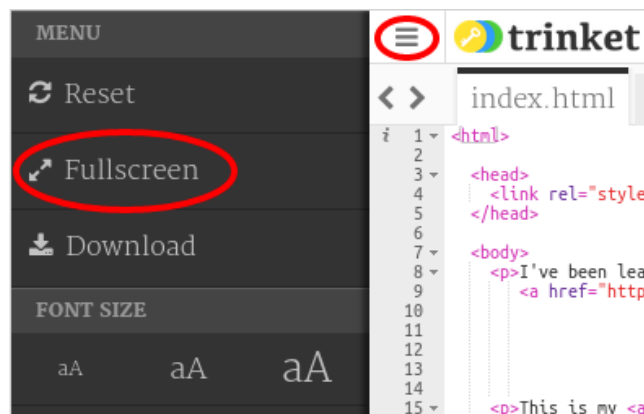 MENU
Reset
Fullscreen
Download
FONT SIZE
aA aA aA
trinket
index.html
i 1 <html>
2
3 <head>
4 <link rel="style
5 </head>
6
7 <body>
8 <p>I've been lea
9 <a href="http
10
11
12
13
14
15 <p>This is my <a